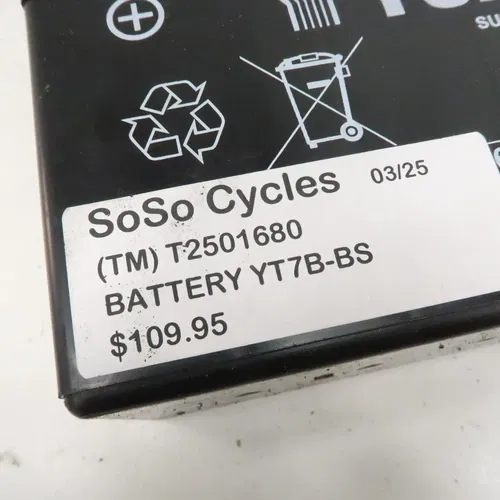 SoSo Cycles 03/25
(TM) T2501680
BATTERY YT7B-BS
$109.95